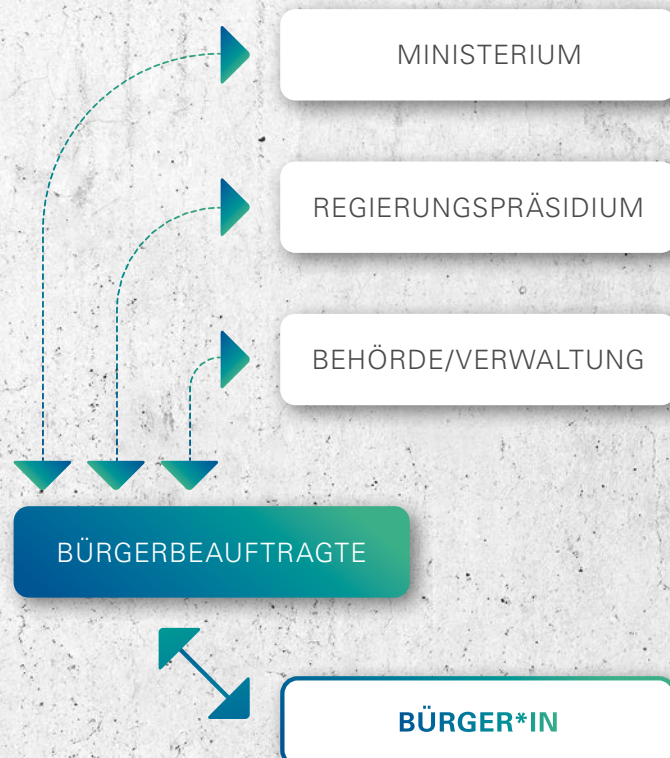 MINISTERIUM
REGIERUNGSPRÄSIDIUM
BEHÖRDE/VERWALTUNG
BÜRGERBEAUFTRAGTE
BÜRGER*IN